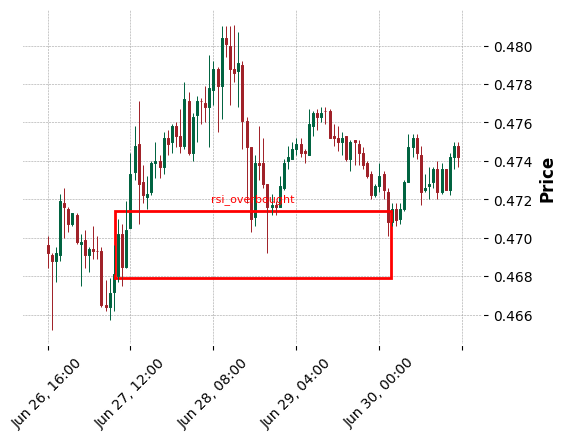 0.480
0.478
0.476
0.474
0.472
0.470
0.468
0.466
Price
rsi_overbought
Jun 26, 16:00
Jun 27, 12:00
Jun 28, 08:00
Jun 29, 04:00
Jun 30, 00:00